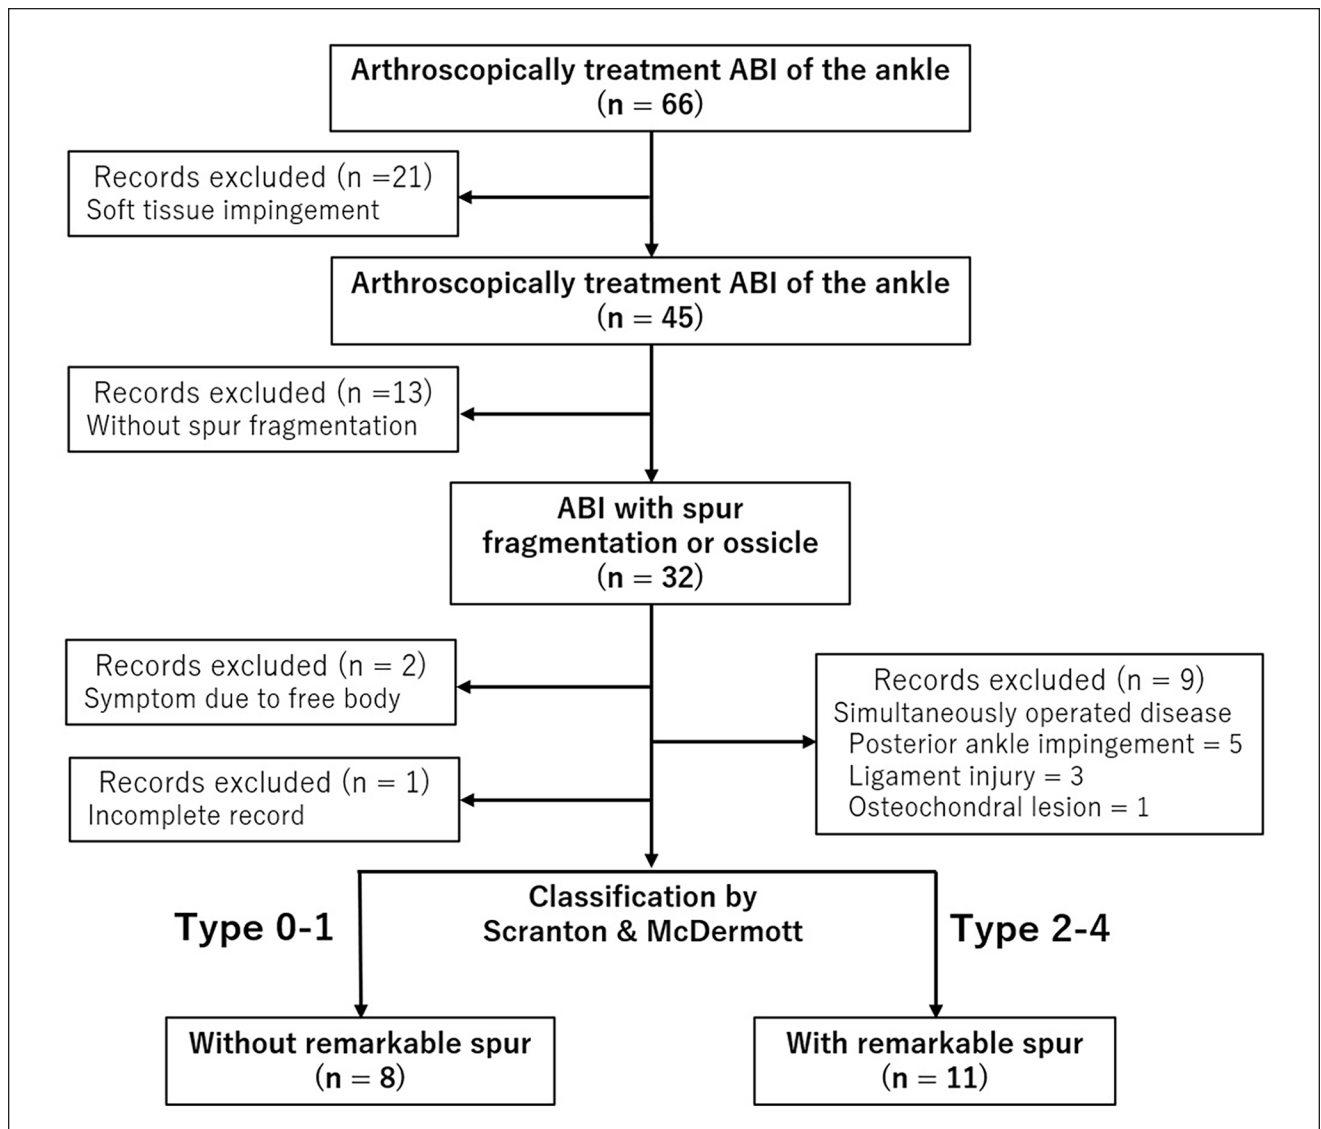 Arthroscopically treatment ABI of the ankle
(n = 66)
Records excluded (n =21)
Soft tissue impingement
Arthroscopically treatment ABI of the ankle
(n = 45)
Records excluded (n =13)
Without spur fragmentation
ABI with spur
fragmentation or ossicle
(n = 32)
Records excluded (n = 2)
Symptom due to free body
Records excluded (n = 9)
Simultaneously operated disease
Posterior ankle impingement = 5
Ligament injury = 3
Osteochondral lesion = 1
Records excluded (n = 1)
Incomplete record
Classification by
Scranton & McDermott
Type 0-1
Type 2-4
Without remarkable spur
(n = 8)
With remarkable spur
(n = 11)